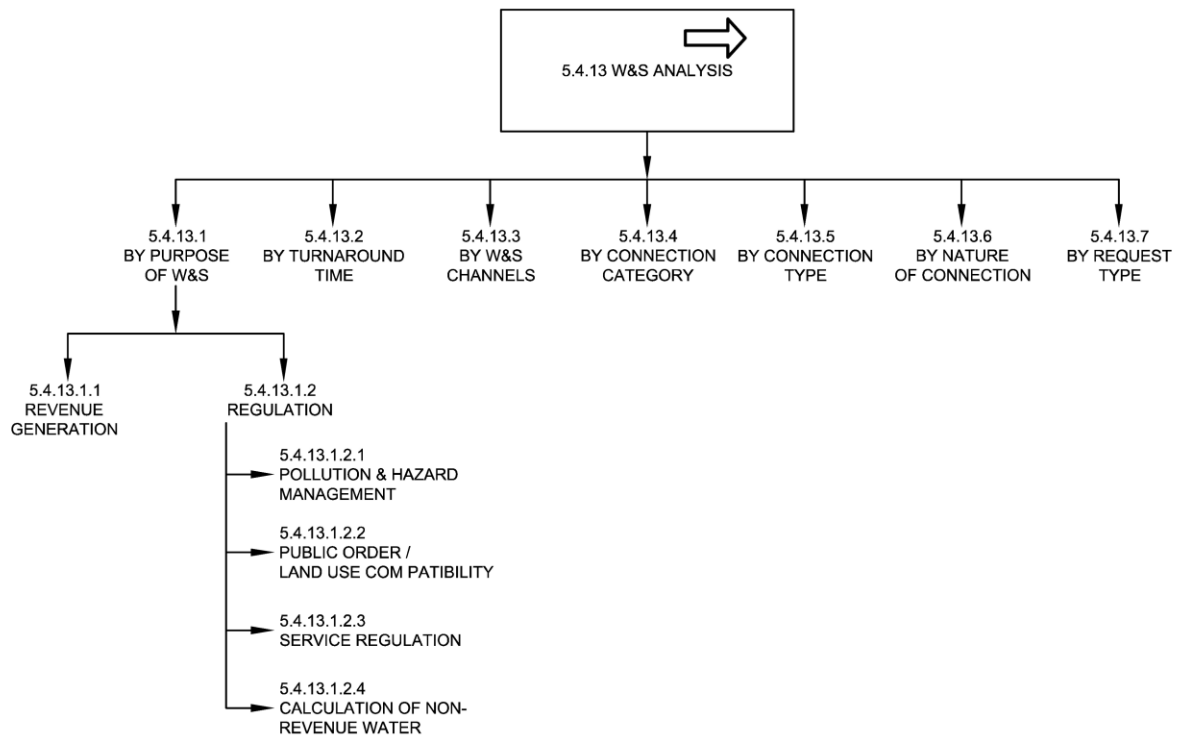 5.4.13 W&S ANALYSIS
5.4.13.1
BY PURPOSE
OF W&S
5.4.13.2
BY TURNAROUND
TIME
5.4.13.3
BY W&S
CHANNELS
5.4.13.4
BY CONNECTION
CATEGORY
5.4.13.5
BY CONNECTION
TYPE
5.4.13.6
BY NATURE
OF CONNECTION
5.4.13.7
BY REQUEST
TYPE
5.4.13.1.1
REVENUE
GENERATION
5.4.13.1.2
REGULATION
5.4.13.1.2.1
POLLUTION & HAZARD
MANAGEMENT
5.4.13.1.2.2
PUBLIC ORDER /
LAND USE COM PATIBILITY
5.4.13.1.2.3
SERVICE REGULATION
5.4.13.1.2.4
CALCULATION OF NON-
REVENUE WATER